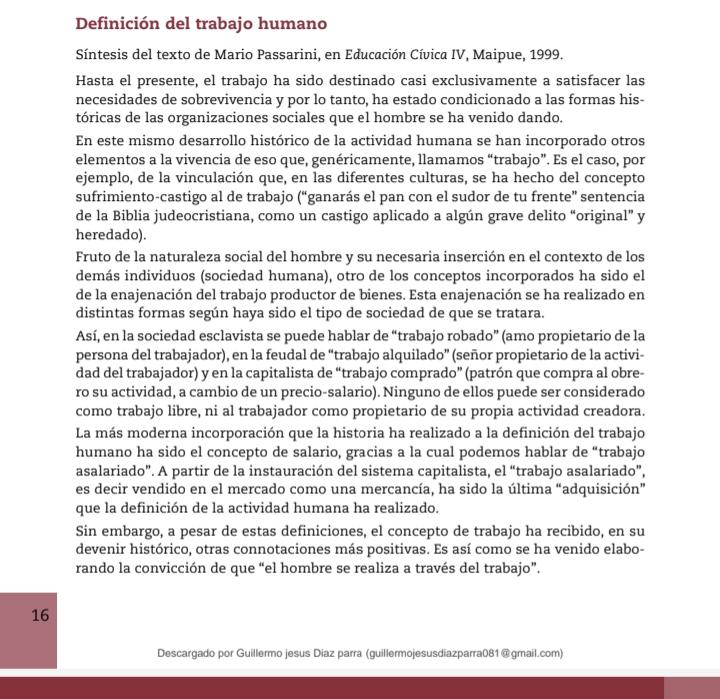 Definición del trabajo humano
Síntesis del texto de Mario Passarini, en Educación Cívica IV, Maipue, 1999.
Hasta el presente, el trabajo ha sido destinado casi exclusivamente a satisfacer las
necesidades de sobrevivencia y por lo tanto, ha estado condicionado a las formas his-
tóricas de las organizaciones sociales que el hombre se ha venido dando.
En este mismo desarrollo histórico de la actividad humana se han incorporado otros
elementos a la vivencia de eso que, genéricamente, llamamos “trabajo”. Es el caso, por
ejemplo, de la vinculación que, en las diferentes culturas, se ha hecho del concepto
sufrimiento-castigo al de trabajo (“ganarás el pan con el sudor de tu frente” sentencia
de la Biblia judeocristiana, como un castigo aplicado a algún grave delito “original” y
heredado).
Fruto de la naturaleza social del hombre y su necesaria inserción en el contexto de los
demás individuos (sociedad humana), otro de los conceptos incorporados ha sido el
de la enajenación del trabajo productor de bienes. Esta enajenación se ha realizado en
distintas formas según haya sido el tipo de sociedad de que se tratara.
Así, en la sociedad esclavista se puede hablar de “trabajo robado” (amo propietario de la
persona del trabajador), en la feudal de “trabajo alquilado” (señor propietario de la activi-
dad del trabajador) y en la capitalista de “trabajo comprado” (patrón que compra al obre-
ro su actividad, a cambio de un precio-salario). Ninguno de ellos puede ser considerado
como trabajo libre, ni al trabajador como propietario de su propia actividad creadora.
La más moderna incorporación que la historia ha realizado a la definición del trabajo
humano ha sido el concepto de salario, gracias a la cual podemos hablar de “trabajo
asalariado”. A partir de la instauración del sistema capitalista, el “trabajo asalariado”,
es decir vendido en el mercado como una mercancía, ha sido la última “adquisición”
que la definición de la actividad humana ha realizado.
Sin embargo, a pesar de estas definiciones, el concepto de trabajo ha recibido, en su
devenir histórico, otras connotaciones más positivas. Es así como se ha venido elabo-
rando la convicción de que “el hombre se realiza a través del trabajo”.
16
Descargado por Guillermo jesus Diaz parra (guillermojesusdiazparra081@gmail.com)